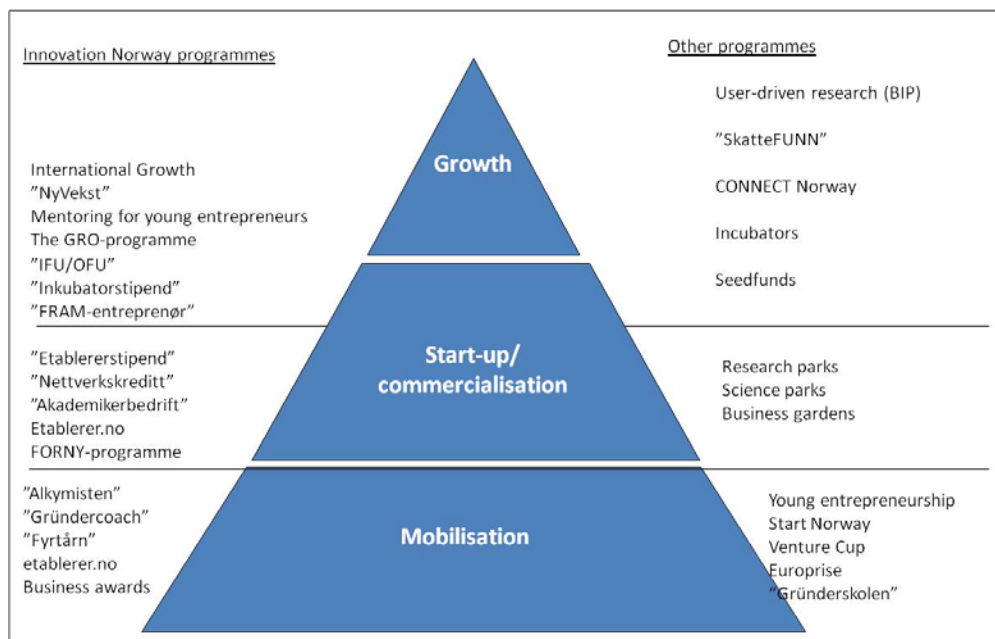 Innovation Norway programmes
Other programmes
User-driven research (BIP)
”SkatteFUNN”
CONNECT Norway
Incubators
Seedfunds
Growth
International Growth
”NyVekst”
Mentoring for young entrepreneurs
The GRO-programme
”IFU/OFU”
”Inkubatorstipend”
”FRAM-entreprenør”
Start-up/
commercialisation
”Etablererstipend”
”Nettverkskreditt”
”Akademikerbedrift”
Etablerer.no
FORNY-programme
Research parks
Science parks
Business gardens
Mobilisation
”Alkymisten”
”Gründercoach”
”Fyrtårn”
etablerer.no
Business awards
Young entrepreneurship
Start Norway
Venture Cup
Europrise
”Gründerskolen”